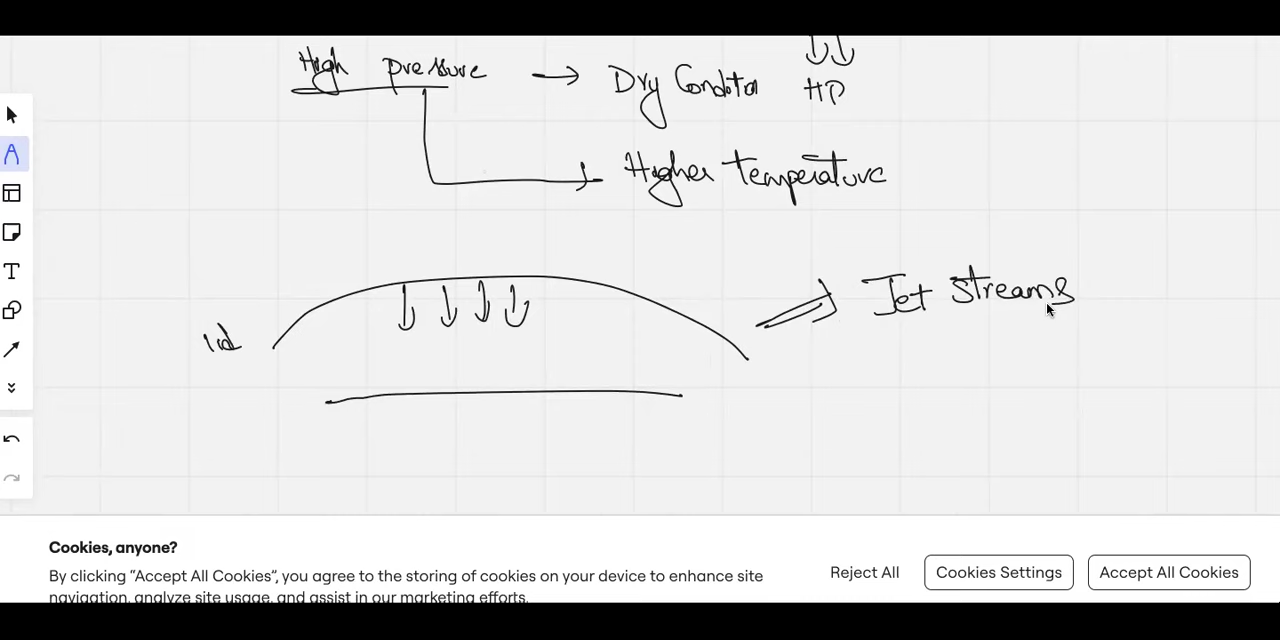 High pressure → Dry Conditon HP
Higher temperature
Jet Streams
lid
Cookies, anyone?
By clicking “Accept All Cookies”, you agree to the storing of cookies on your device to enhance site
navigation, analyze site usage, and assist in our marketing efforts.
Reject All
Cookies Settings
Accept All Cookies
T